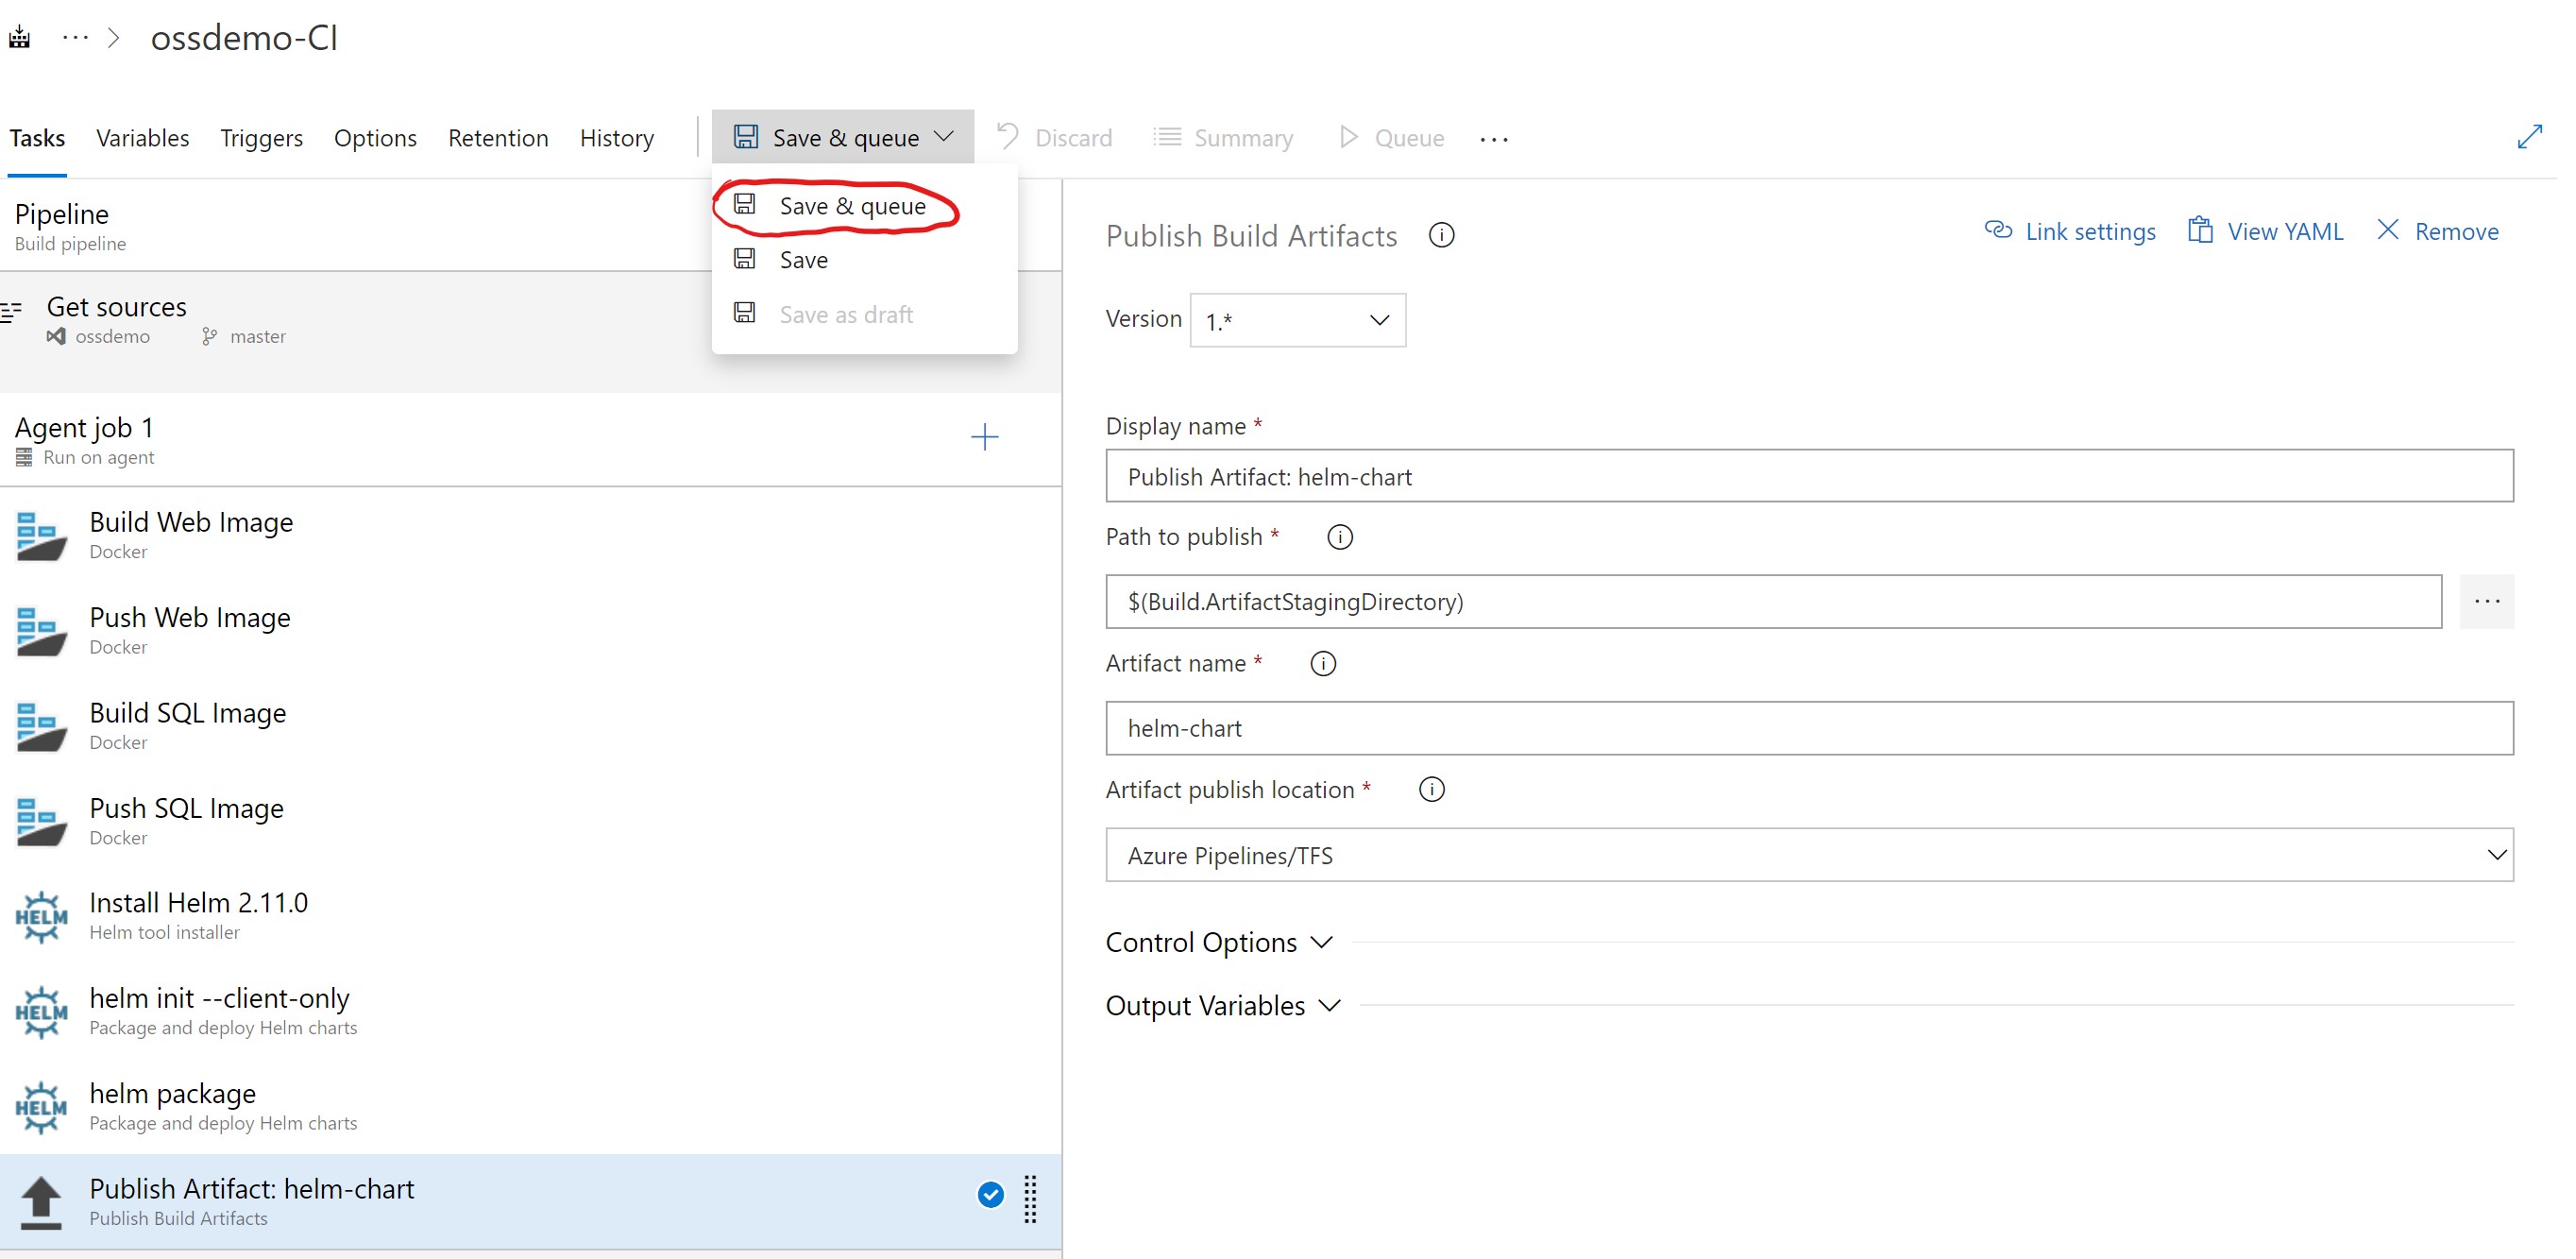 ossdemo-CI
Tasks Variables Triggers Options Retention History Save & queue Discard Summary Queue ...
Save & queue
Save
Save as draft
Pipeline
Build pipeline
Get sources
ossdemo master
Agent job 1
Run on agent
Build Web Image
Docker
Push Web Image
Docker
Build SQL Image
Docker
Push SQL Image
Docker
HELM
Install Helm 2.11.0
Helm tool installer
HELM
helm init --client-only
Package and deploy Helm charts
HELM
helm package
Package and deploy Helm charts
Publish Artifact: helm-chart
Publish Build Artifacts
Publish Build Artifacts
Link settings View YAML Remove
Version 1.*
Display name *
Publish Artifact: helm-chart
Path to publish *
$(Build.ArtifactStagingDirectory)
Artifact name *
helm-chart
Artifact publish location *
Azure Pipelines/TFS
Control Options
Output Variables